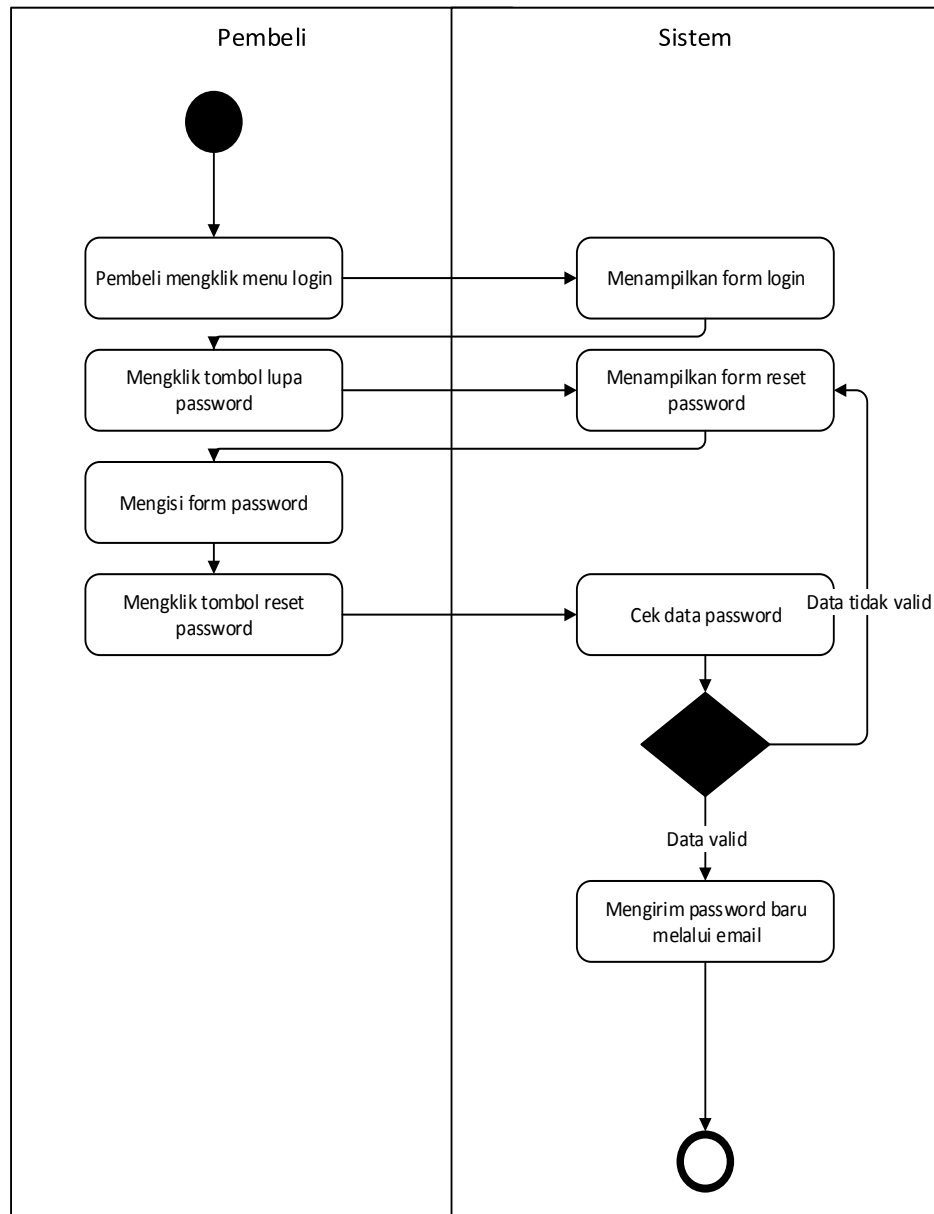 Pembeli
Sistem
Pembeli mengklik menu login
Menampilkan form login
Mengklik tombol lupa
password
Menampilkan form reset
password
Mengisi form password
Mengklik tombol reset
password
Cek data password
Data tidak valid
Data valid
Mengirim password baru
melalui email